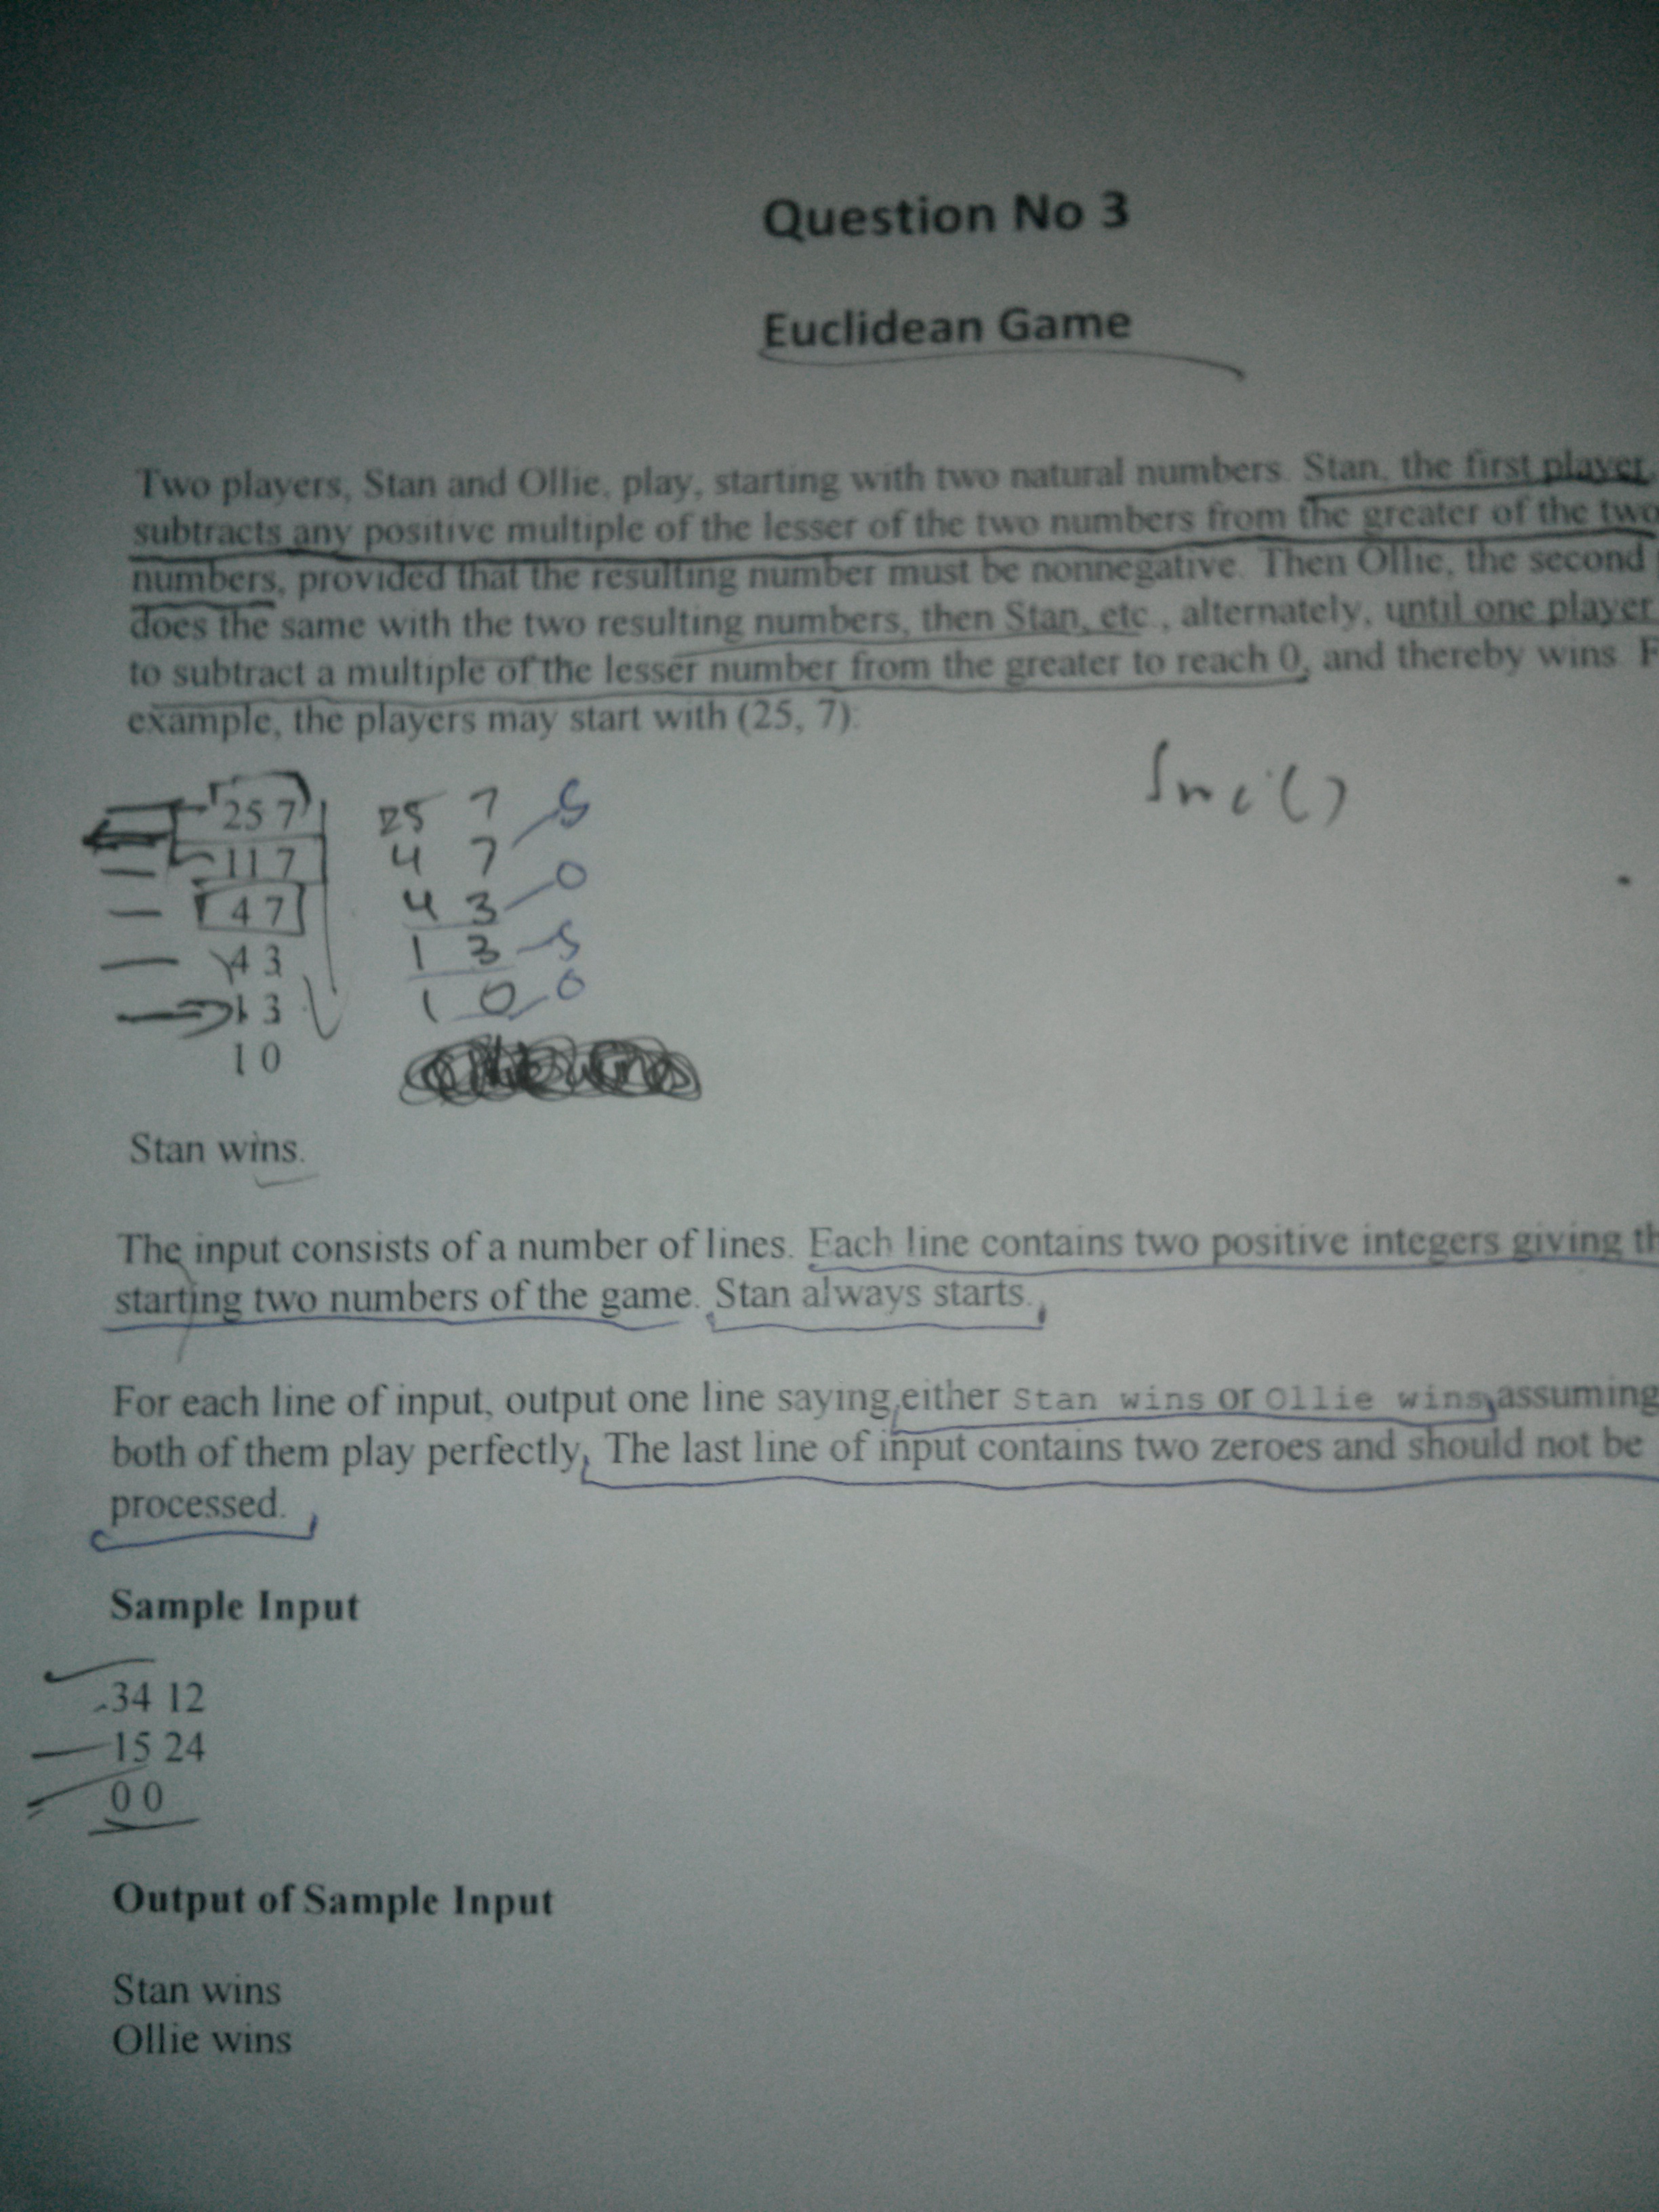 Question No 3
Euclidean Game
Two players, Stan and Ollie, play, starting with two natural numbers. Stan, the first player,
subtracts any positive multiple of the lesser of the two numbers from the greater of the two
numbers, provided that the resulting number must be nonnegative. Then Ollie, the second
does the same with the two resulting numbers, then Stan, etc., alternately, until one player
to subtract a multiple of the lesser number from the greater to reach 0, and thereby wins. F
example, the players may start with (25, 7):
25 7
11 7
4 7
4 3
1 3
1 0
25 7 S
4 7
4 3 O
1 3 S
1 0 O
Stan wins.
The input consists of a number of lines. Each line contains two positive integers giving th
starting two numbers of the game. Stan always starts.
For each line of input, output one line saying either Stan wins or Ollie wins assuming
both of them play perfectly. The last line of input contains two zeroes and should not be
processed.
Sample Input
34 12
15 24
0 0
Output of Sample Input
Stan wins
Ollie wins